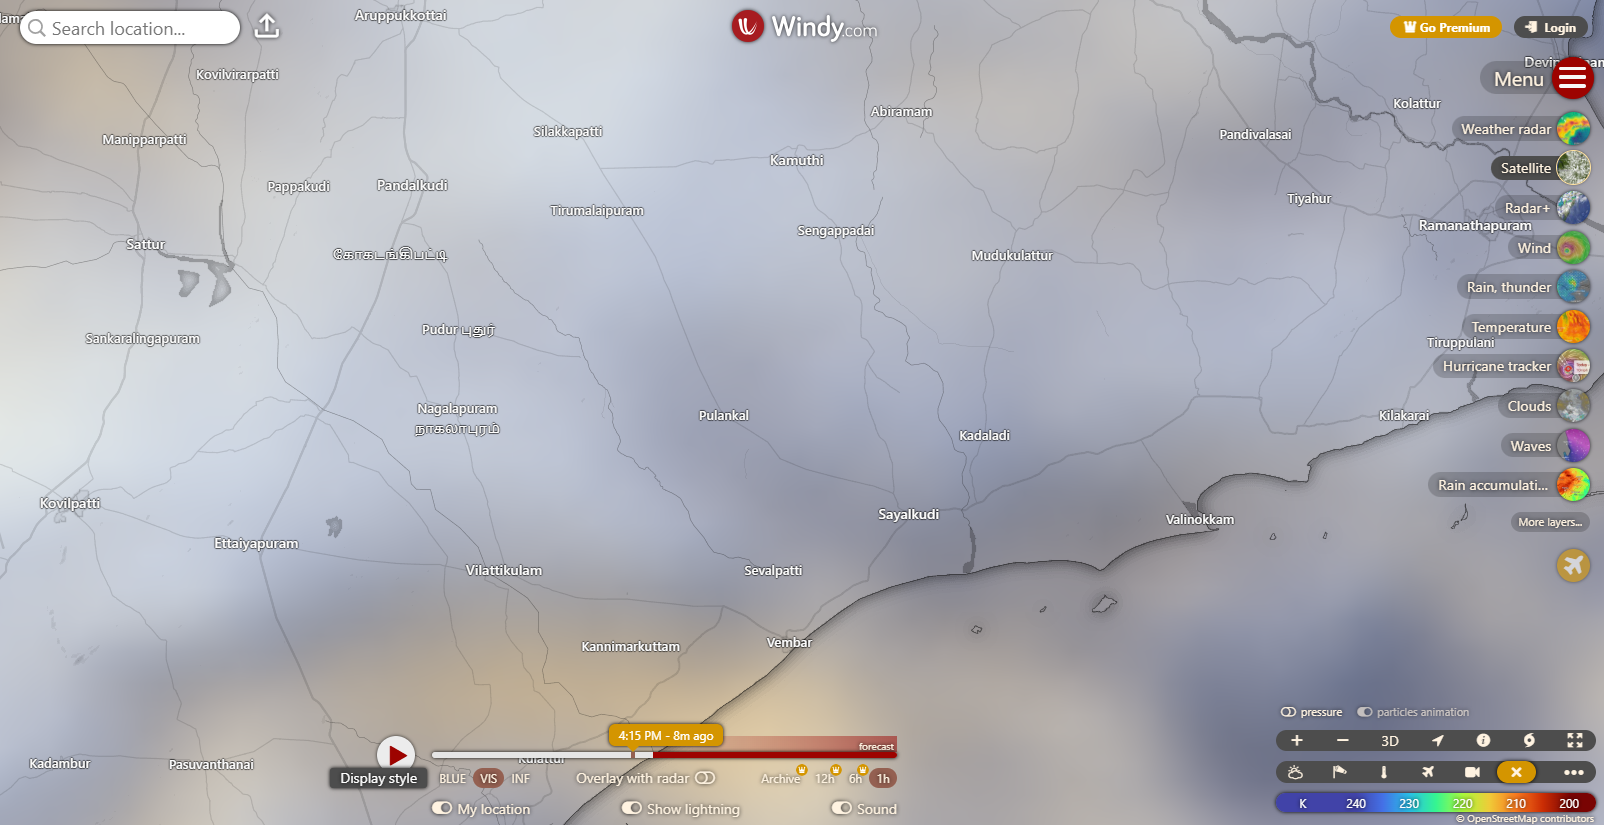 Search location...
Windy.com
Go Premium
Login
Aruppukkottai
Menu
Kovilvirarpatti
Kolattur
Abiramam
Weather radar
Silakkapatti
Pandivalasai
Manipparpatti
Kamuthi
Satellite
Pappakudi
Pandalkudi
Tiyahur
Radar+
Tirumalaipuram
Ramanathapuram
Sengappadai
Sattur
Wind
கோகடங்கிபட்டி
Mudukulattur
Rain, thunder
Pudur புதுர்
Temperature
Sankaralingapuram
Tiruppulani
Hurricane tracker
Nagalapuram
நாகலாபுரம்
Clouds
Pulankal
Kilakarai
Kadaladi
Waves
Rain accumulati...
Kovilpatti
Sayalkudi
Valinokkam
More layers...
Ettaiyapuram
Vilattikulam
Sevalpatti
Kannimarkuttam
Vembar
pressure
particles animation
4:15 PM - 8m ago
forecast
3D
Kulattur
Kadambur
Pasuvanthanai
Display style
BLUE
VIS
INF
Overlay with radar
Archive
12h
6h
1h
My location
Show lightning
Sound
K 240 230 220 210 200
© OpenStreetMap contributors